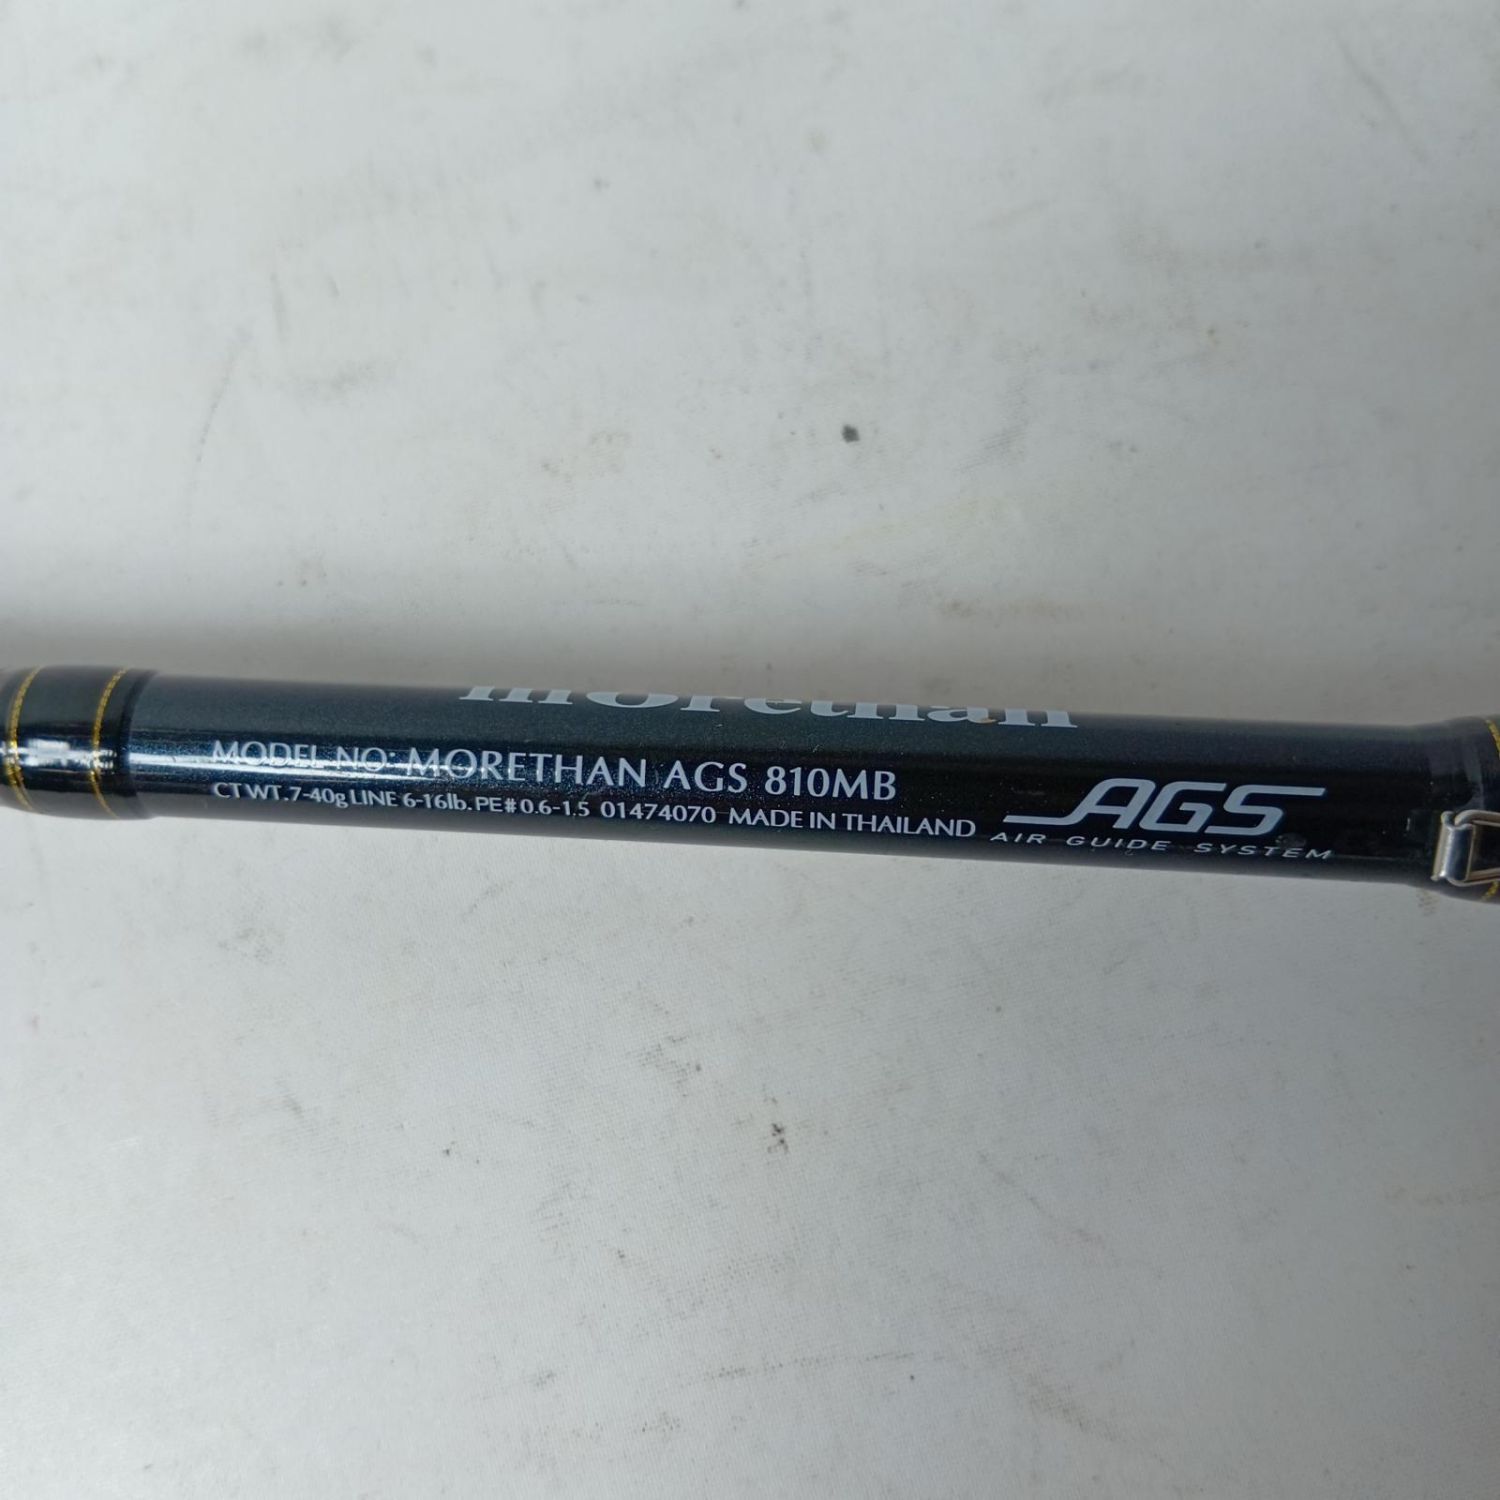 morethan
MODEL NO: MORETHAN AGS 810MB
CT WT. 7-40g LINE 6-16lb. PE#0.6-1.5 01474070 MADE IN THAILAND
AGS
AIR GUIDE SYSTEM